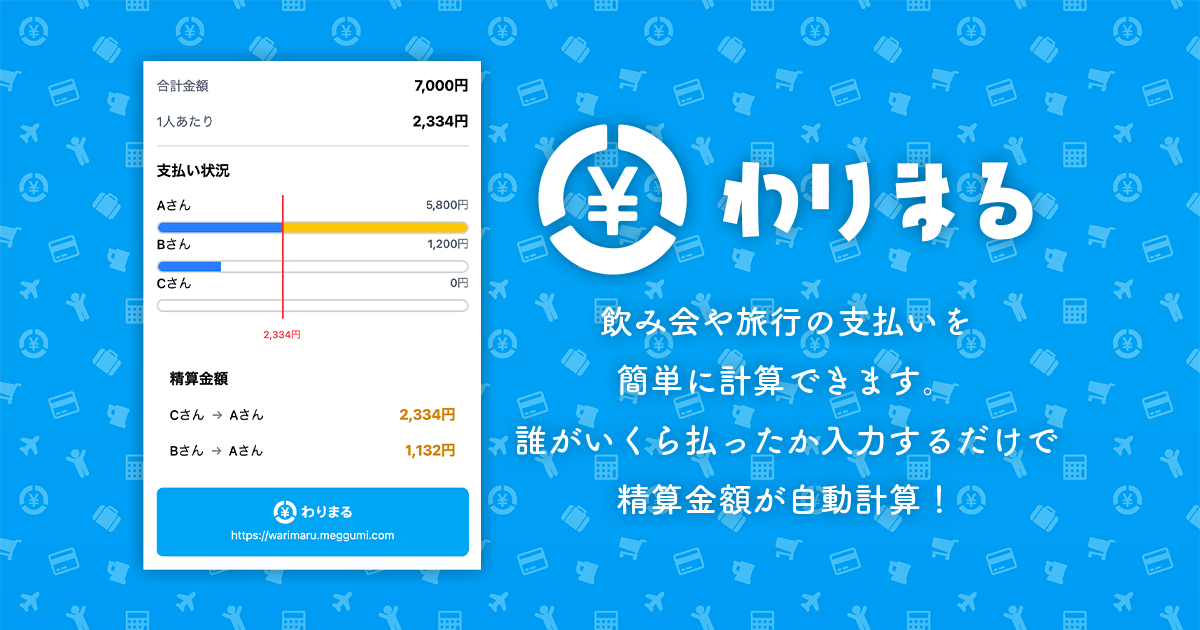 合計金額 7,000円
1人あたり 2,334円
支払い状況
Aさん 5,800円
Bさん 1,200円
Cさん 0円
2,334円
精算金額
Cさん → Aさん 2,334円
Bさん → Aさん 1,132円
わりまる
https://warimaru.meggumi.com
わりまる
飲み会や旅行の支払いを
簡単に計算できます。
誰がいくら払ったか入力するだけで
精算金額が自動計算！